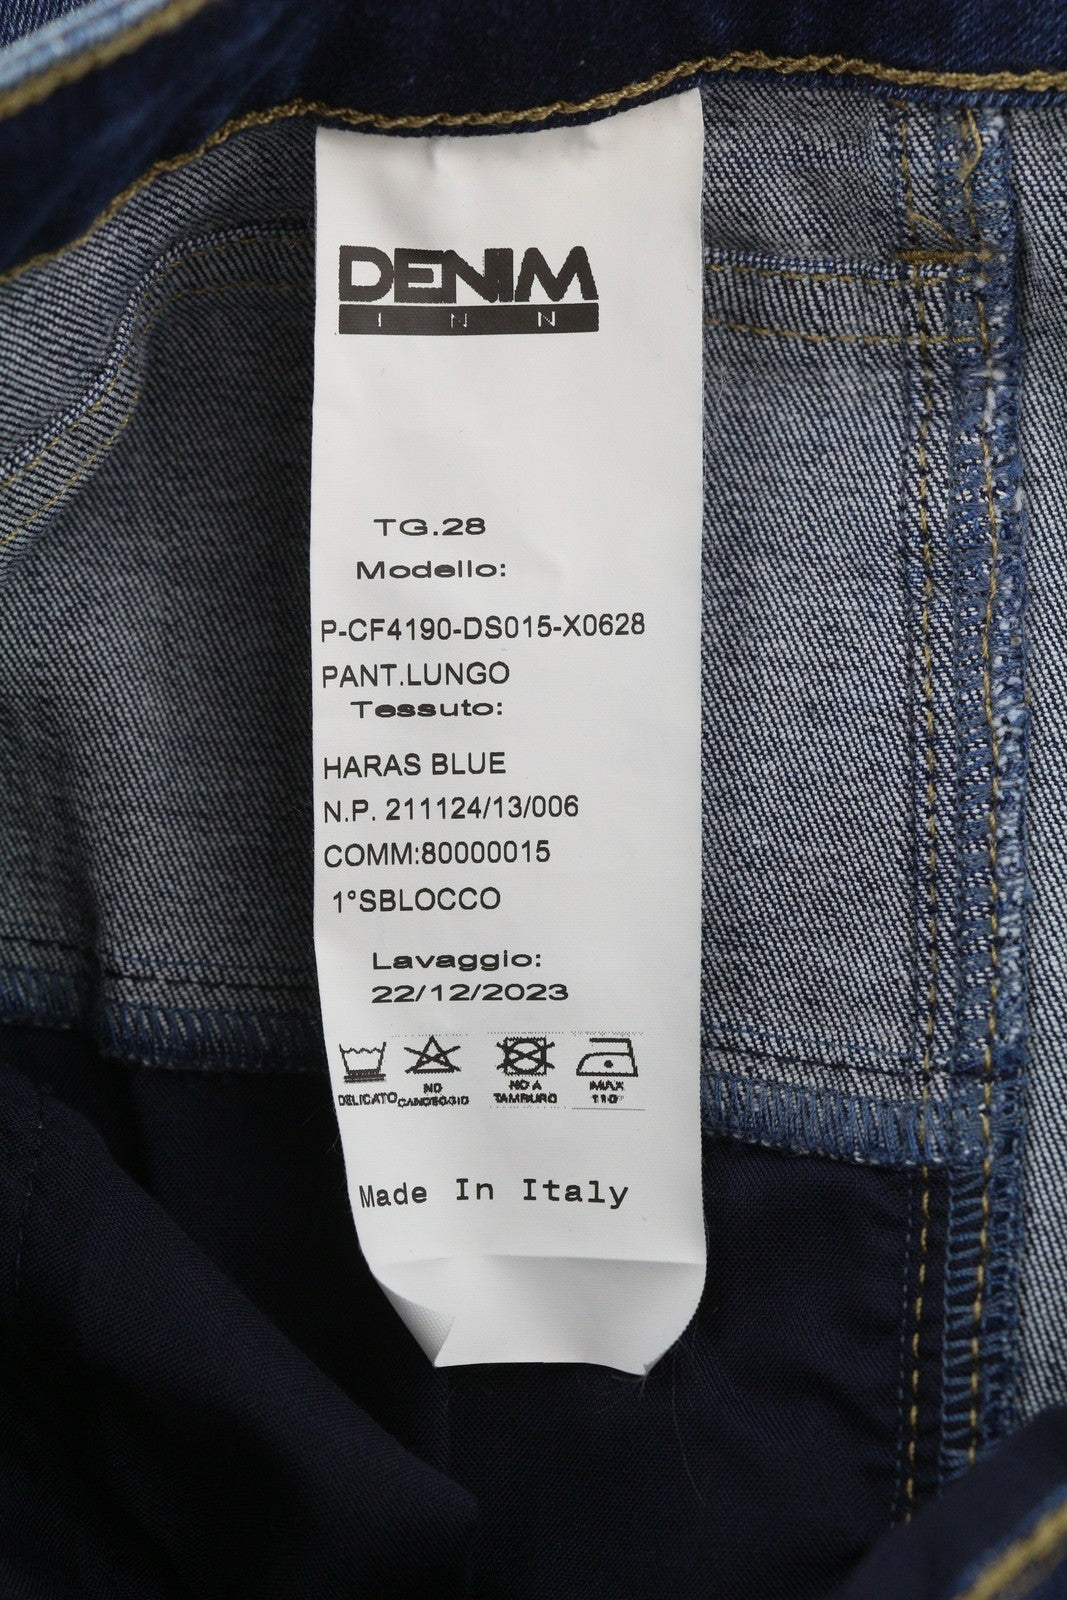 DENIM
INN
TG.28
Modello:
P-CF4190-DS015-X0628
PANT.LUNGO
Tessuto:
HARAS BLUE
N.P. 211124/13/006
COMM:80000015
1°SBLOCCO
Lavaggio:
22/12/2023
DELICATO NO CANDEGGIO NO A TAMBURO MAX 110°
Made In Italy